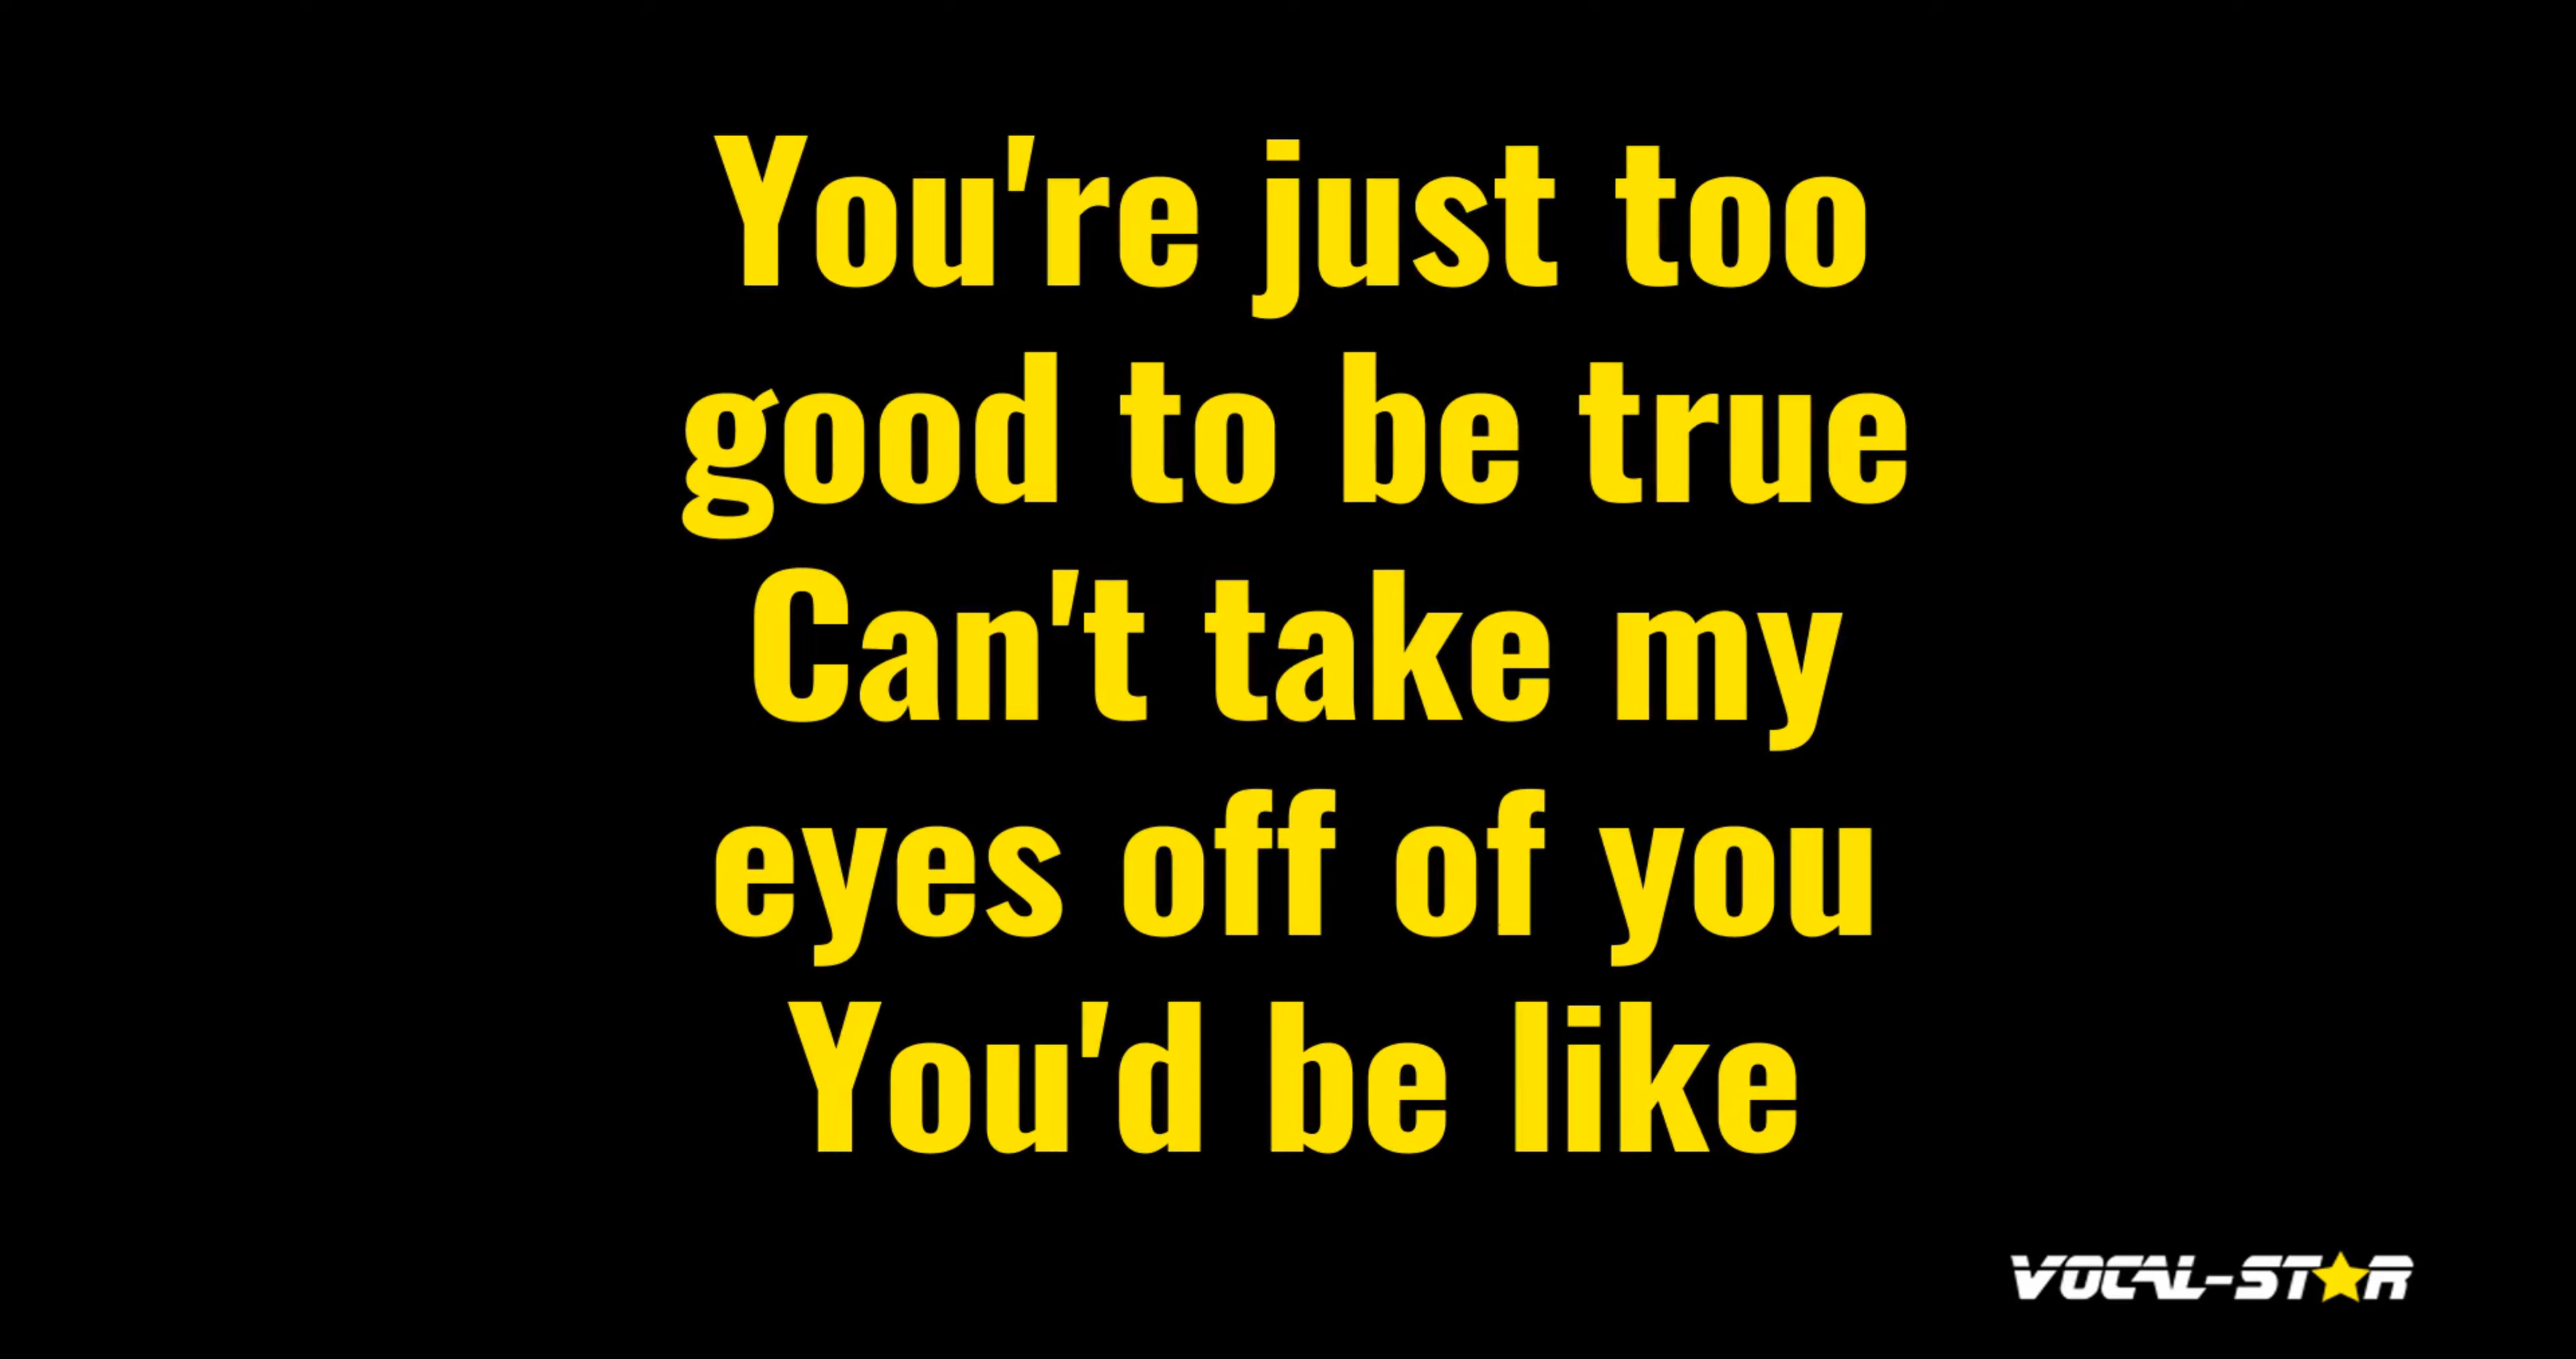 You're just too
good to be true
Can't take my
eyes off of you
You'd be like
VOCAL-STAR